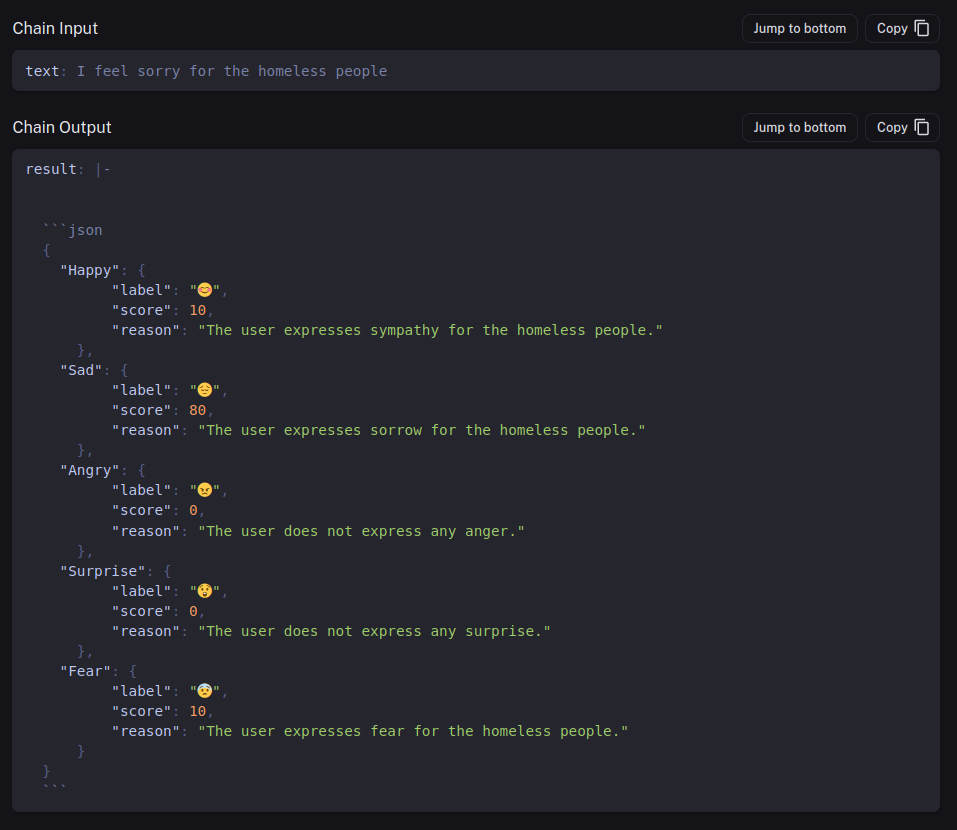 Chain Input
Jump to bottom
Copy
text: I feel sorry for the homeless people
Chain Output
Jump to bottom
Copy
result: |-
```json
{
"Happy": {
"label": "😊",
"score": 10,
"reason": "The user expresses sympathy for the homeless people."
},
"Sad": {
"label": "😔",
"score": 80,
"reason": "The user expresses sorrow for the homeless people."
},
"Angry": {
"label": "😠",
"score": 0,
"reason": "The user does not express any anger."
},
"Surprise": {
"label": "😲",
"score": 0,
"reason": "The user does not express any surprise."
},
"Fear": {
"label": "😨",
"score": 10,
"reason": "The user expresses fear for the homeless people."
}
}
```